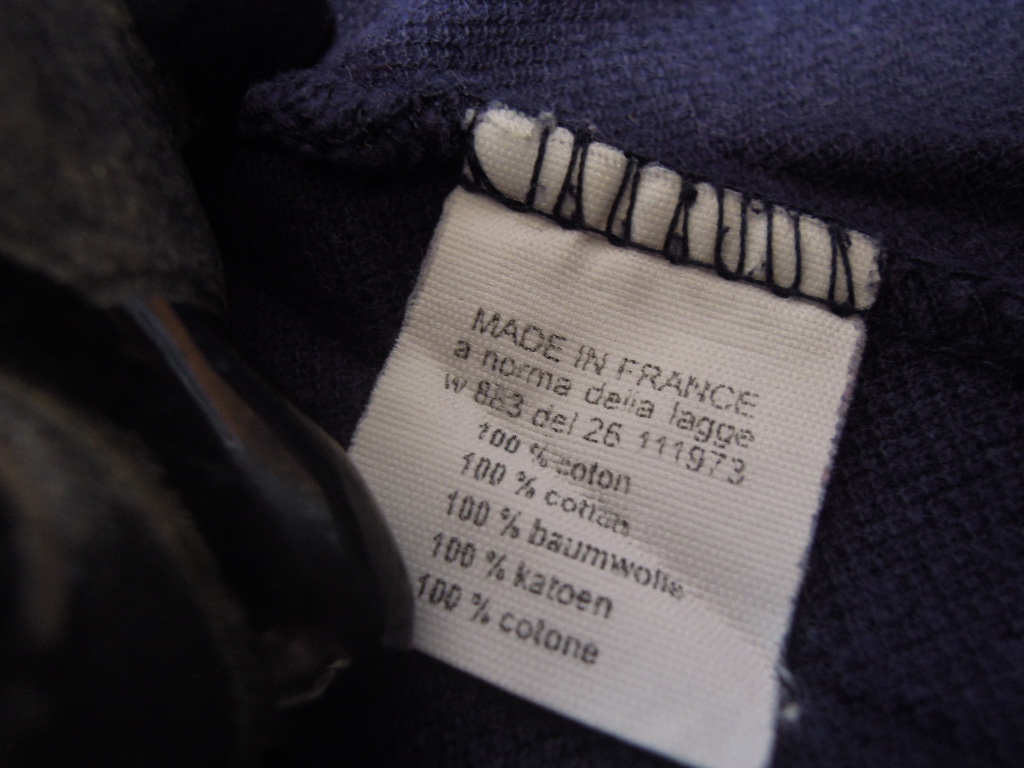 MADE IN FRANCE
a norma della lagge
w 883 del 26 111973
100 % coton
100 % cotton
100 % baumwolle
100 % katoen
100 % cotone